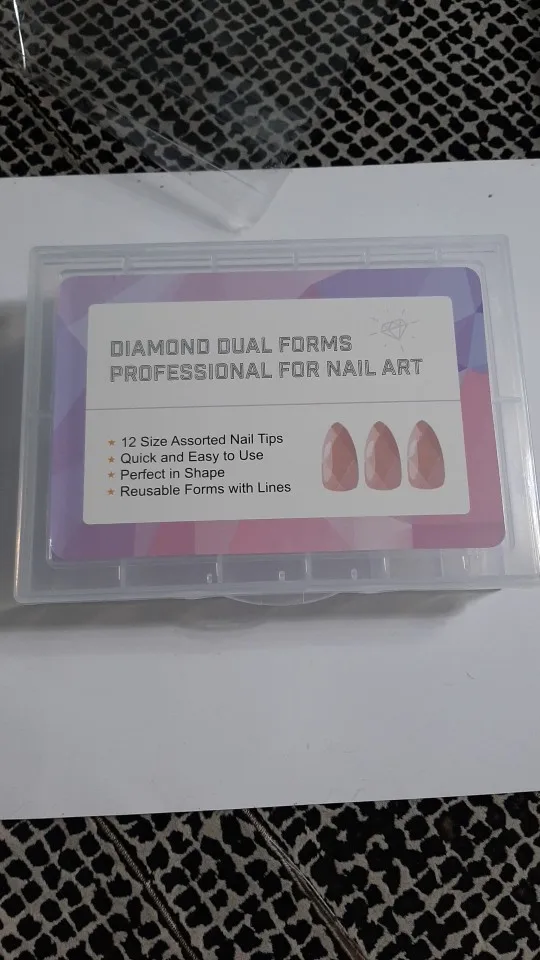 DIAMOND DUAL FORMS
PROFESSIONAL FOR NAIL ART
★ 12 Size Assorted Nail Tips
★ Quick and Easy to Use
★ Perfect in Shape
★ Reusable Forms with Lines